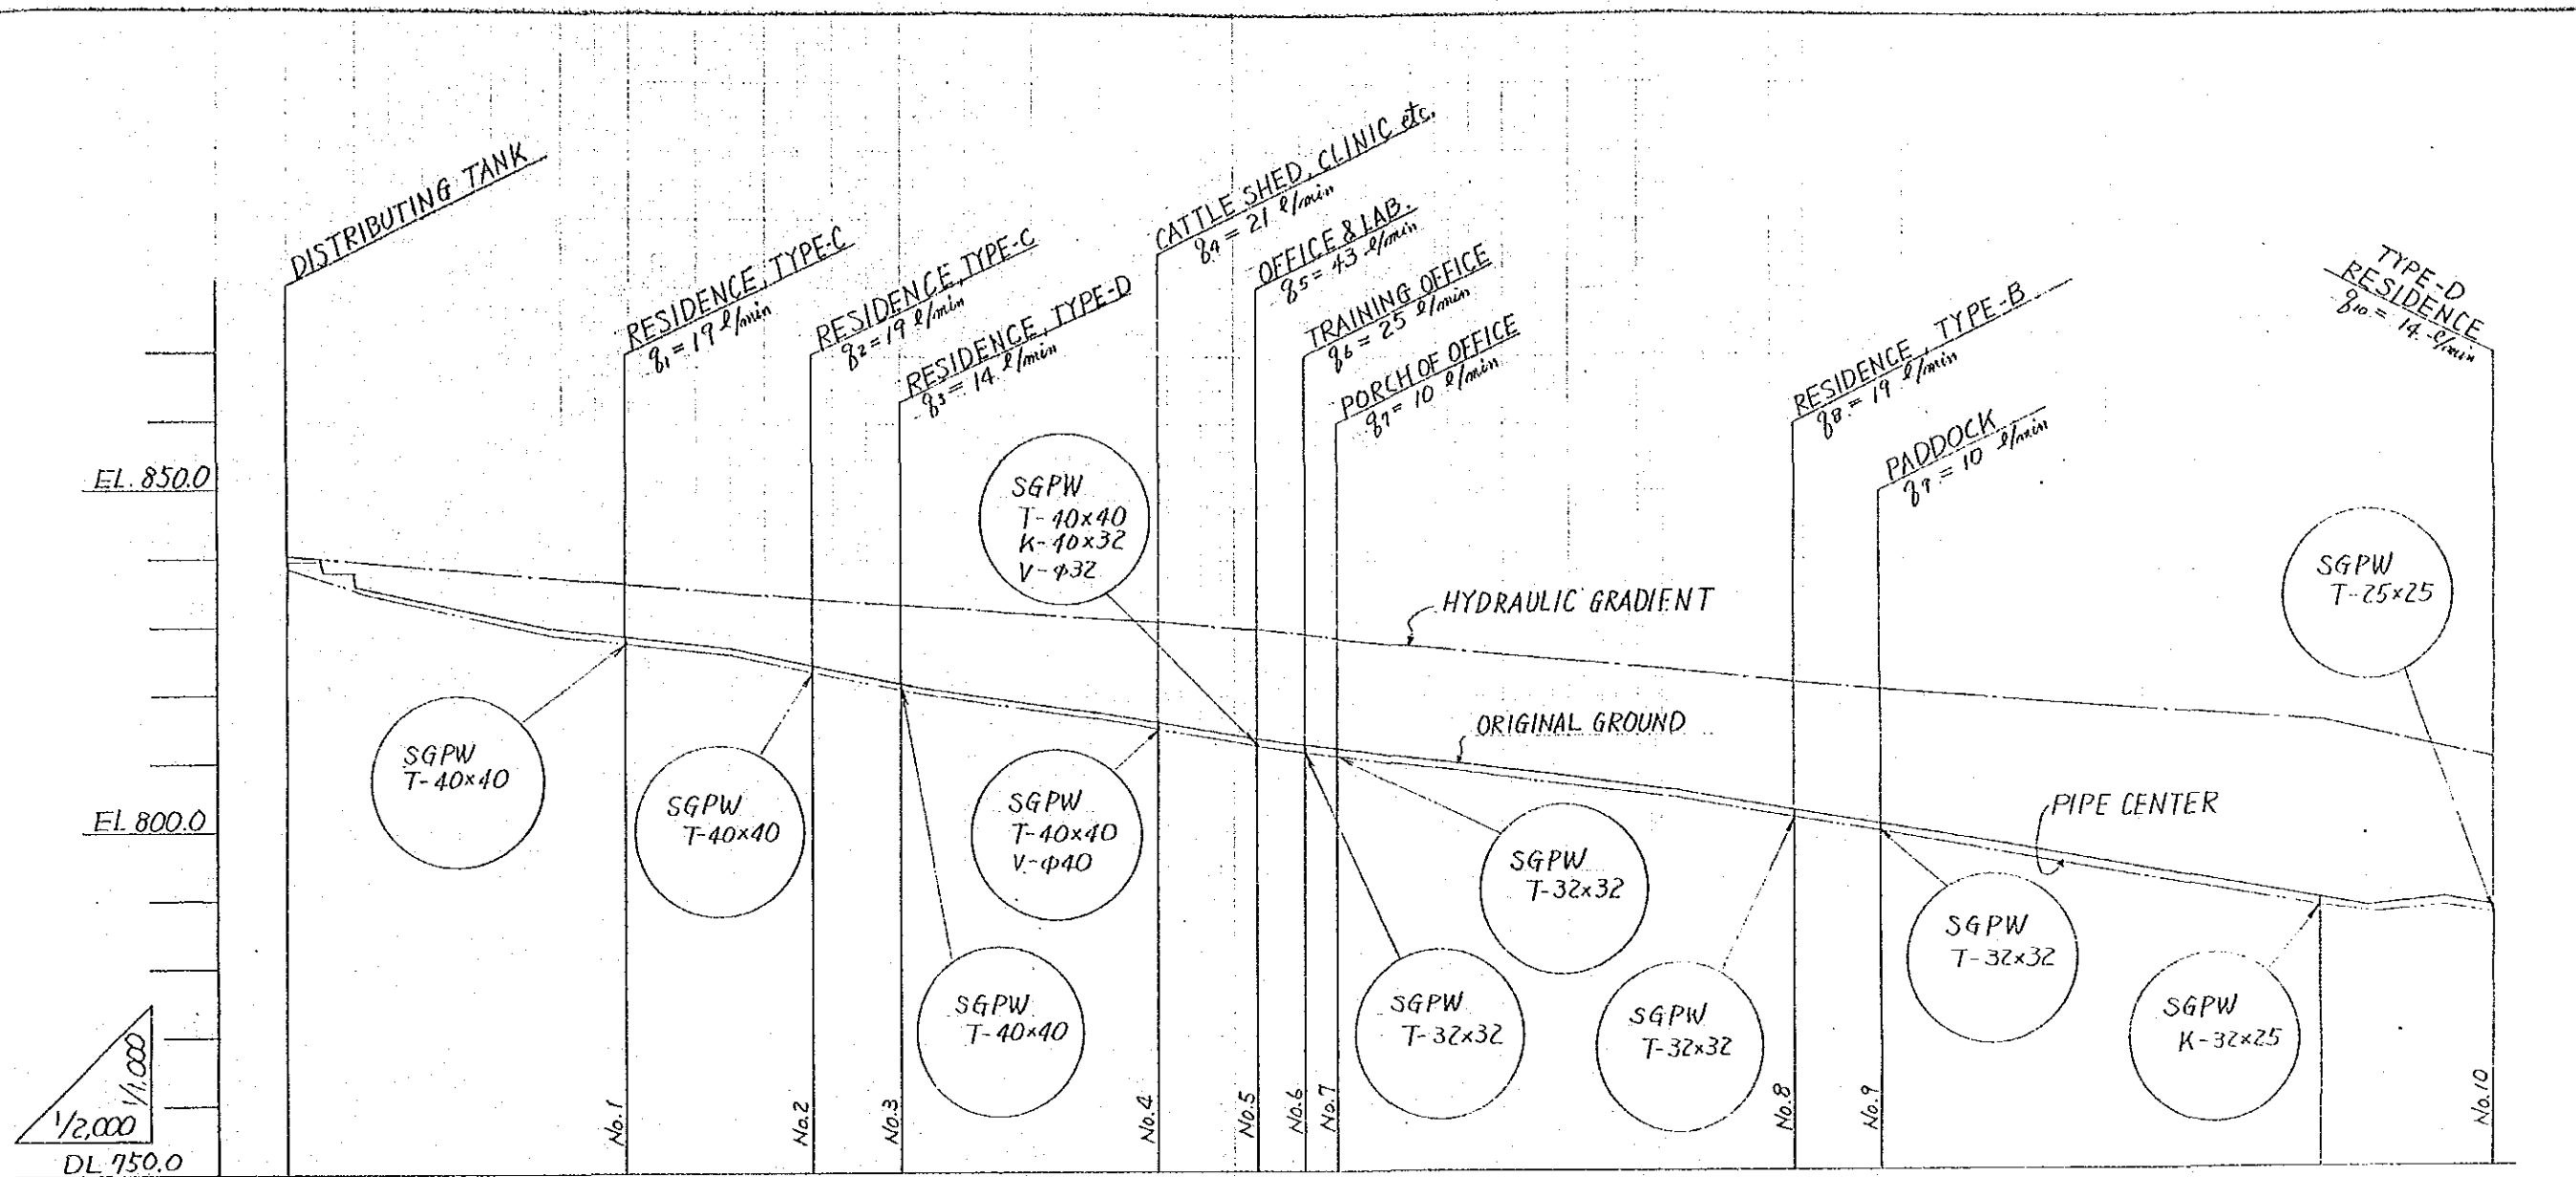 DISTRIBUTING TANK
RESIDENCE, TYPE-C
q1 = 19 ℓ/min
RESIDENCE, TYPE-C
q2 = 19 ℓ/min
RESIDENCE, TYPE-D
q3 = 14 ℓ/min
CATTLE SHED, CLINIC etc.
q4 = 21 ℓ/min
OFFICE & LAB.
q5 = 43 ℓ/min
TRAINING OFFICE
q6 = 25 ℓ/min
PORCH OF OFFICE
q7 = 10 ℓ/min
RESIDENCE, TYPE-B
q8 = 19 ℓ/min
PADDOCK
q9 = 10 ℓ/min
TYPE-D
RESIDENCE
q10 = 14 ℓ/min
EL. 850.0
EL 800.0
SGPW
T-40×40
K-40×32
V-φ32
HYDRAULIC GRADIENT
SGPW
T-25×25
ORIGINAL GROUND
PIPE CENTER
SGPW
T-40×40
SGPW
T-40×40
SGPW
T-40×40
V-φ40
SGPW
T-32×32
SGPW
T-32×32
SGPW
T-40×40
SGPW
T-32×32
SGPW
T-32×32
SGPW
K-32×25
1/1,000
1/2,000
DL 750.0
No.1
No.2
No.3
No.4
No.5
No.6
No.7
No.8
No.9
No.10